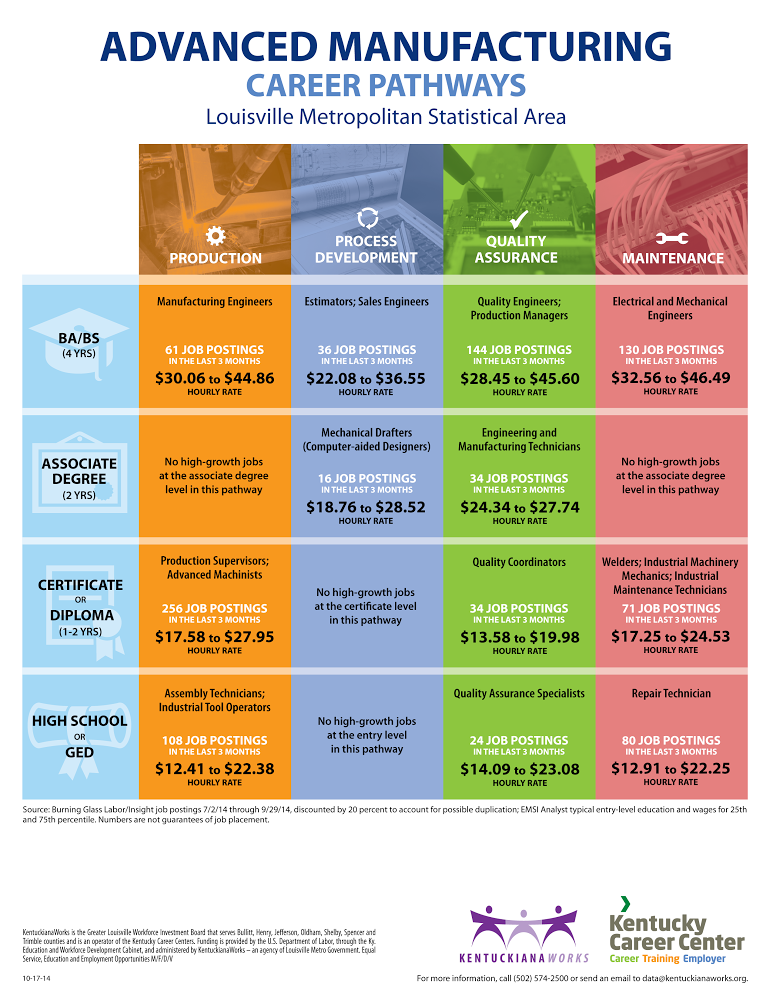 ADVANCED MANUFACTURING
CAREER PATHWAYS
Louisville Metropolitan Statistical Area
PRODUCTION
PROCESS
DEVELOPMENT
QUALITY
ASSURANCE
MAINTENANCE
BA/BS
(4 YRS)
Manufacturing Engineers
61 JOB POSTINGS
IN THE LAST 3 MONTHS
$30.06 to $44.86
HOURLY RATE
Estimators; Sales Engineers
36 JOB POSTINGS
IN THE LAST 3 MONTHS
$22.08 to $36.55
HOURLY RATE
Quality Engineers;
Production Managers
144 JOB POSTINGS
IN THE LAST 3 MONTHS
$28.45 to $45.60
HOURLY RATE
Electrical and Mechanical
Engineers
130 JOB POSTINGS
IN THE LAST 3 MONTHS
$32.56 to $46.49
HOURLY RATE
ASSOCIATE
DEGREE
(2 YRS)
No high-growth jobs
at the associate degree
level in this pathway
Mechanical Drafters
(Computer-aided Designers)
16 JOB POSTINGS
IN THE LAST 3 MONTHS
$18.76 to $28.52
HOURLY RATE
Engineering and
Manufacturing Technicians
34 JOB POSTINGS
IN THE LAST 3 MONTHS
$24.34 to $27.74
HOURLY RATE
No high-growth jobs
at the associate degree
level in this pathway
CERTIFICATE
OR
DIPLOMA
(1-2 YRS)
Production Supervisors;
Advanced Machinists
256 JOB POSTINGS
IN THE LAST 3 MONTHS
$17.58 to $27.95
HOURLY RATE
No high-growth jobs
at the certificate level
in this pathway
Quality Coordinators
34 JOB POSTINGS
IN THE LAST 3 MONTHS
$13.58 to $19.98
HOURLY RATE
Welders; Industrial Machinery
Mechanics; Industrial
Maintenance Technicians
71 JOB POSTINGS
IN THE LAST 3 MONTHS
$17.25 to $24.53
HOURLY RATE
HIGH SCHOOL
OR
GED
Assembly Technicians;
Industrial Tool Operators
108 JOB POSTINGS
IN THE LAST 3 MONTHS
$12.41 to $22.38
HOURLY RATE
No high-growth jobs
at the entry level
in this pathway
Quality Assurance Specialists
24 JOB POSTINGS
IN THE LAST 3 MONTHS
$14.09 to $23.08
HOURLY RATE
Repair Technician
80 JOB POSTINGS
IN THE LAST 3 MONTHS
$12.91 to $22.25
HOURLY RATE
Source: Burning Glass Labor/Insight job postings 7/2/14 through 9/29/14, discounted by 20 percent to account for possible duplication; EMSI Analyst typical entry-level education and wages for 25th
and 75th percentile. Numbers are not guarantees of job placement.
KentuckianaWorks is the Greater Louisville Workforce Investment Board that serves Bullitt, Henry, Jefferson, Oldham, Shelby, Spencer and
Trimble counties and is an operator of the Kentucky Career Centers. Funding is provided by the U.S. Department of Labor, through the Ky.
Education and Workforce Development Cabinet, and administered by KentuckianaWorks – an agency of Louisville Metro Government. Equal
Service, Education and Employment Opportunities M/F/D/V
KENTUCKIANAWORKS
Kentucky
Career Center
Career Training Employer
10-17-14
For more information, call (502) 574-2500 or send an email to data@kentuckianaworks.org.